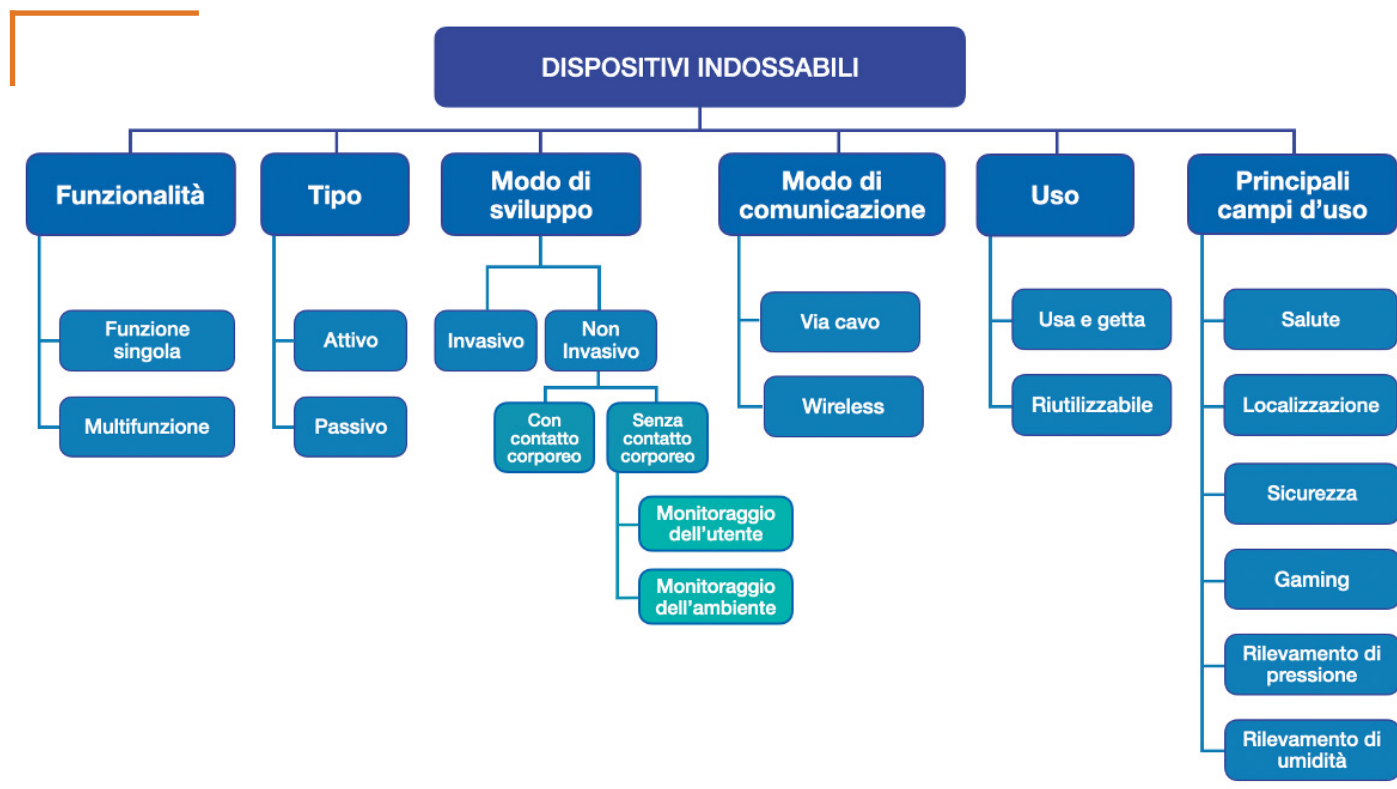 DISPOSITIVI INDOSSABILI
Funzionalità
Funzione
singola
Multifunzione
Tipo
Attivo
Passivo
Modo di
sviluppo
Invasivo
Non
Invasivo
Con
contatto
corporeo
Senza
contatto
corporeo
Monitoraggio
dell'utente
Monitoraggio
dell'ambiente
Modo di
comunicazione
Via cavo
Wireless
Uso
Usa e getta
Riutilizzabile
Principali
campi d'uso
Salute
Localizzazione
Sicurezza
Gaming
Rilevamento di
pressione
Rilevamento di
umidità